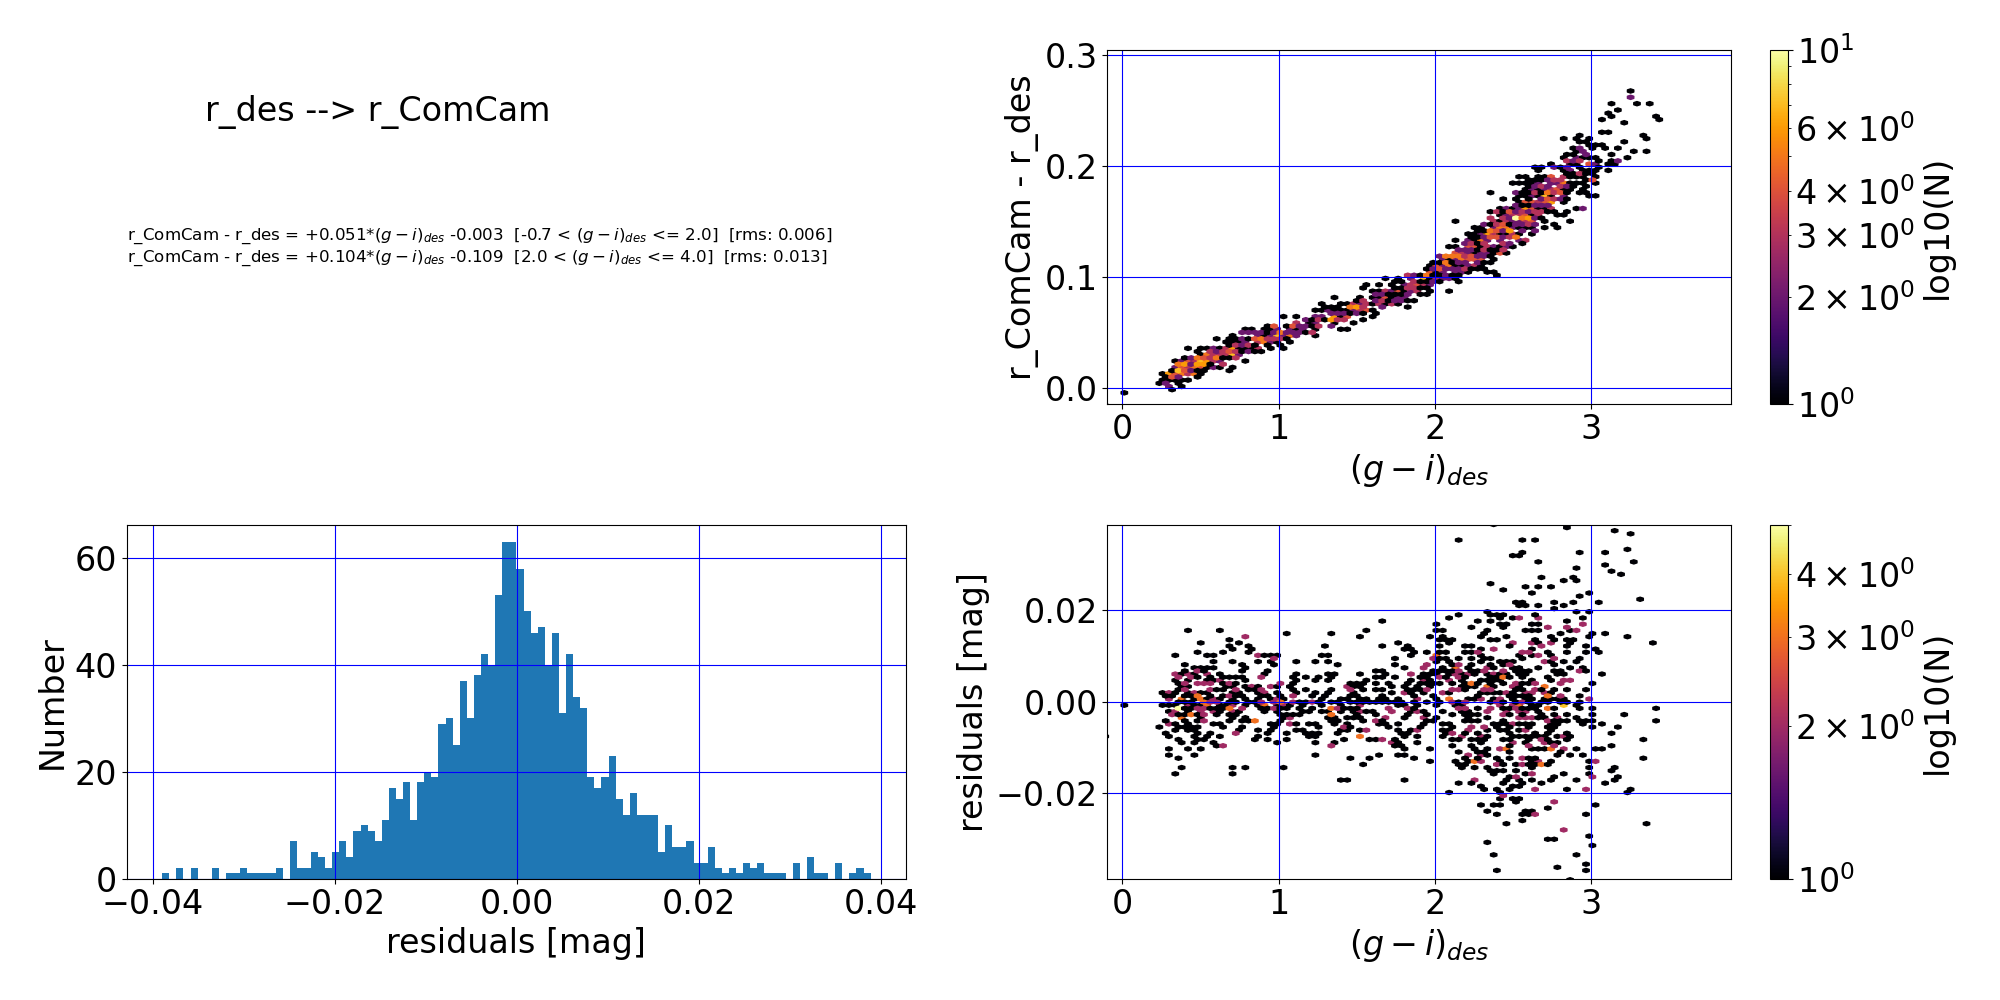 r_des --> r_ComCam
r_ComCam - r_des = +0.051*(g − i)des -0.003 [-0.7 < (g − i)des <= 2.0] [rms: 0.006]
r_ComCam - r_des = +0.104*(g − i)des -0.109 [2.0 < (g − i)des <= 4.0] [rms: 0.013]
r_ComCam - r_des
0.3
0.2
0.1
0.0
0 1 2 3
(g − i)des
10¹
6 × 10⁰
4 × 10⁰
3 × 10⁰
2 × 10⁰
10⁰
log10(N)
Number
60
40
20
0
−0.04 −0.02 0.00 0.02 0.04
residuals [mag]
residuals [mag]
0.02
0.00
−0.02
0 1 2 3
(g − i)des
4 × 10⁰
3 × 10⁰
2 × 10⁰
10⁰
log10(N)